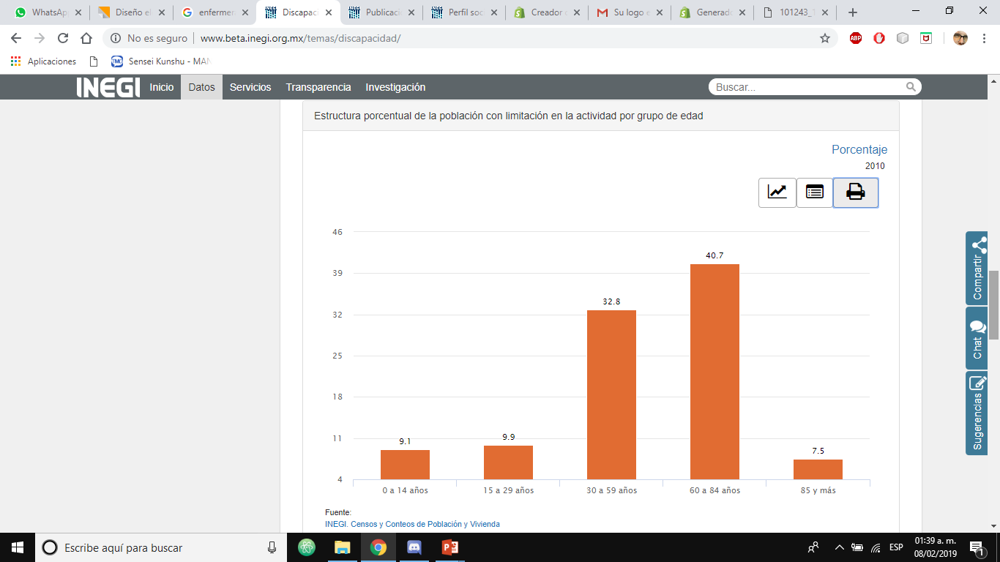 WhatsApp
Diseño el
enfermer
Discapaci
Publicaci
Perfil soc
Creador
Su logo e
Generad
101243_1
No es seguro
www.beta.inegi.org.mx/temas/discapacidad/
ABP
Aplicaciones
TMO
Sensei Kunshu - MAN
INEGI
Inicio
Datos
Servicios
Transparencia
Investigación
Buscar...
Estructura porcentual de la población con limitación en la actividad por grupo de edad
Porcentaje
2010
46
39
32
25
18
11
4
9.1
9.9
32.8
40.7
7.5
0 a 14 años
15 a 29 años
30 a 59 años
60 a 84 años
85 y más
Fuente:
INEGI. Censos y Conteos de Población y Vivienda
Compartir
Chat
Sugerencias
Escribe aquí para buscar
ESP
01:39 a. m.
08/02/2019
1